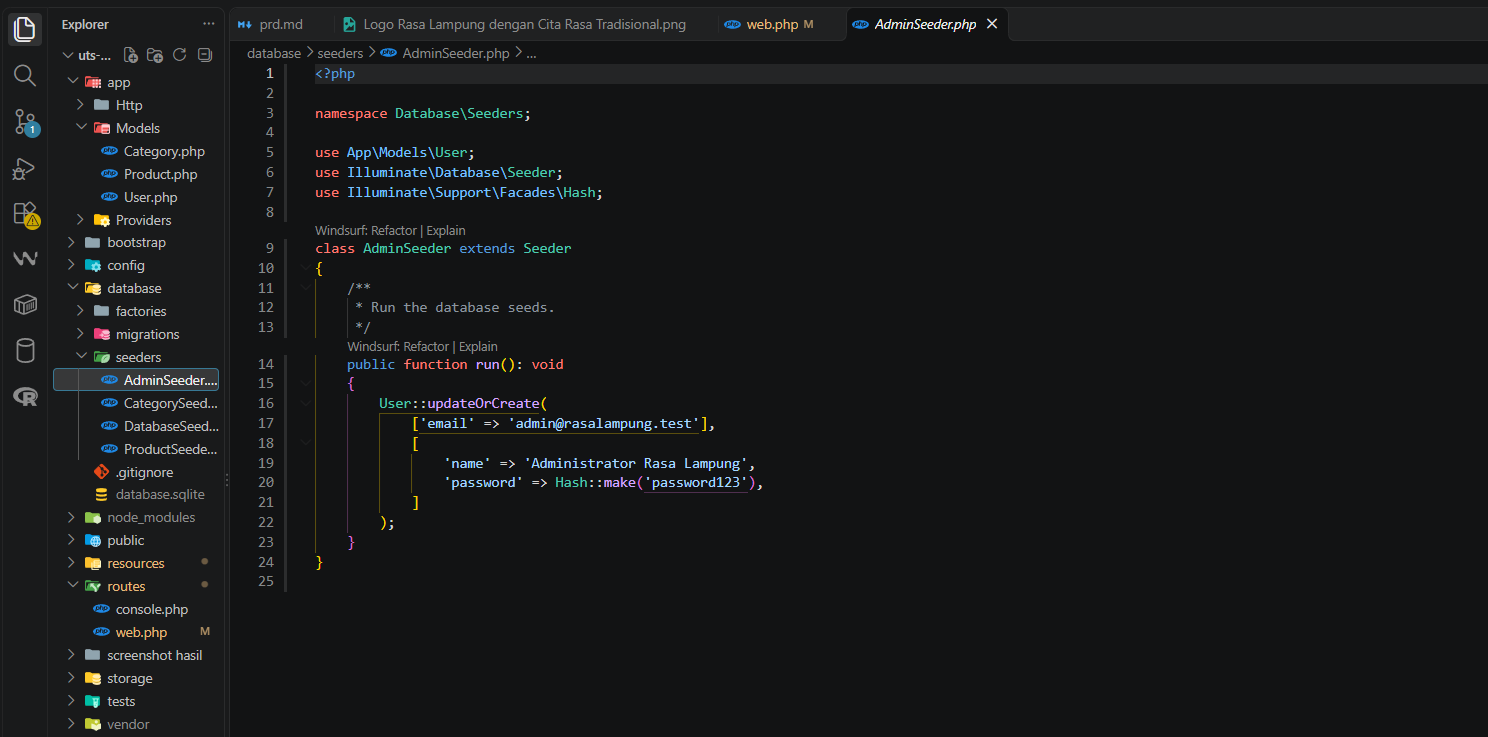 Explorer
...
uts-...
app
Http
Models
Category.php
Product.php
User.php
Providers
bootstrap
config
database
factories
migrations
seeders
AdminSeeder....
CategorySeed...
DatabaseSeed...
ProductSeede...
.gitignore
database.sqlite
node_modules
public
resources
routes
console.php
web.php M
screenshot hasil
storage
tests
vendor
1
prd.md
Logo Rasa Lampung dengan Cita Rasa Tradisional.png
php web.php M
php AdminSeeder.php
database > seeders > php AdminSeeder.php > ...
1 <?php
2
3 namespace Database\Seeders;
4
5 use App\Models\User;
6 use Illuminate\Database\Seeder;
7 use Illuminate\Support\Facades\Hash;
8
Windsurf: Refactor | Explain
9 class AdminSeeder extends Seeder
10 {
11 /**
12 * Run the database seeds.
13 */
Windsurf: Refactor | Explain
14 public function run(): void
15 {
16 User::updateOrCreate(
17 ['email' => 'admin@rasalampung.test'],
18 [
19 'name' => 'Administrator Rasa Lampung',
20 'password' => Hash::make('password123'),
21 ]
22 );
23 }
24 }
25